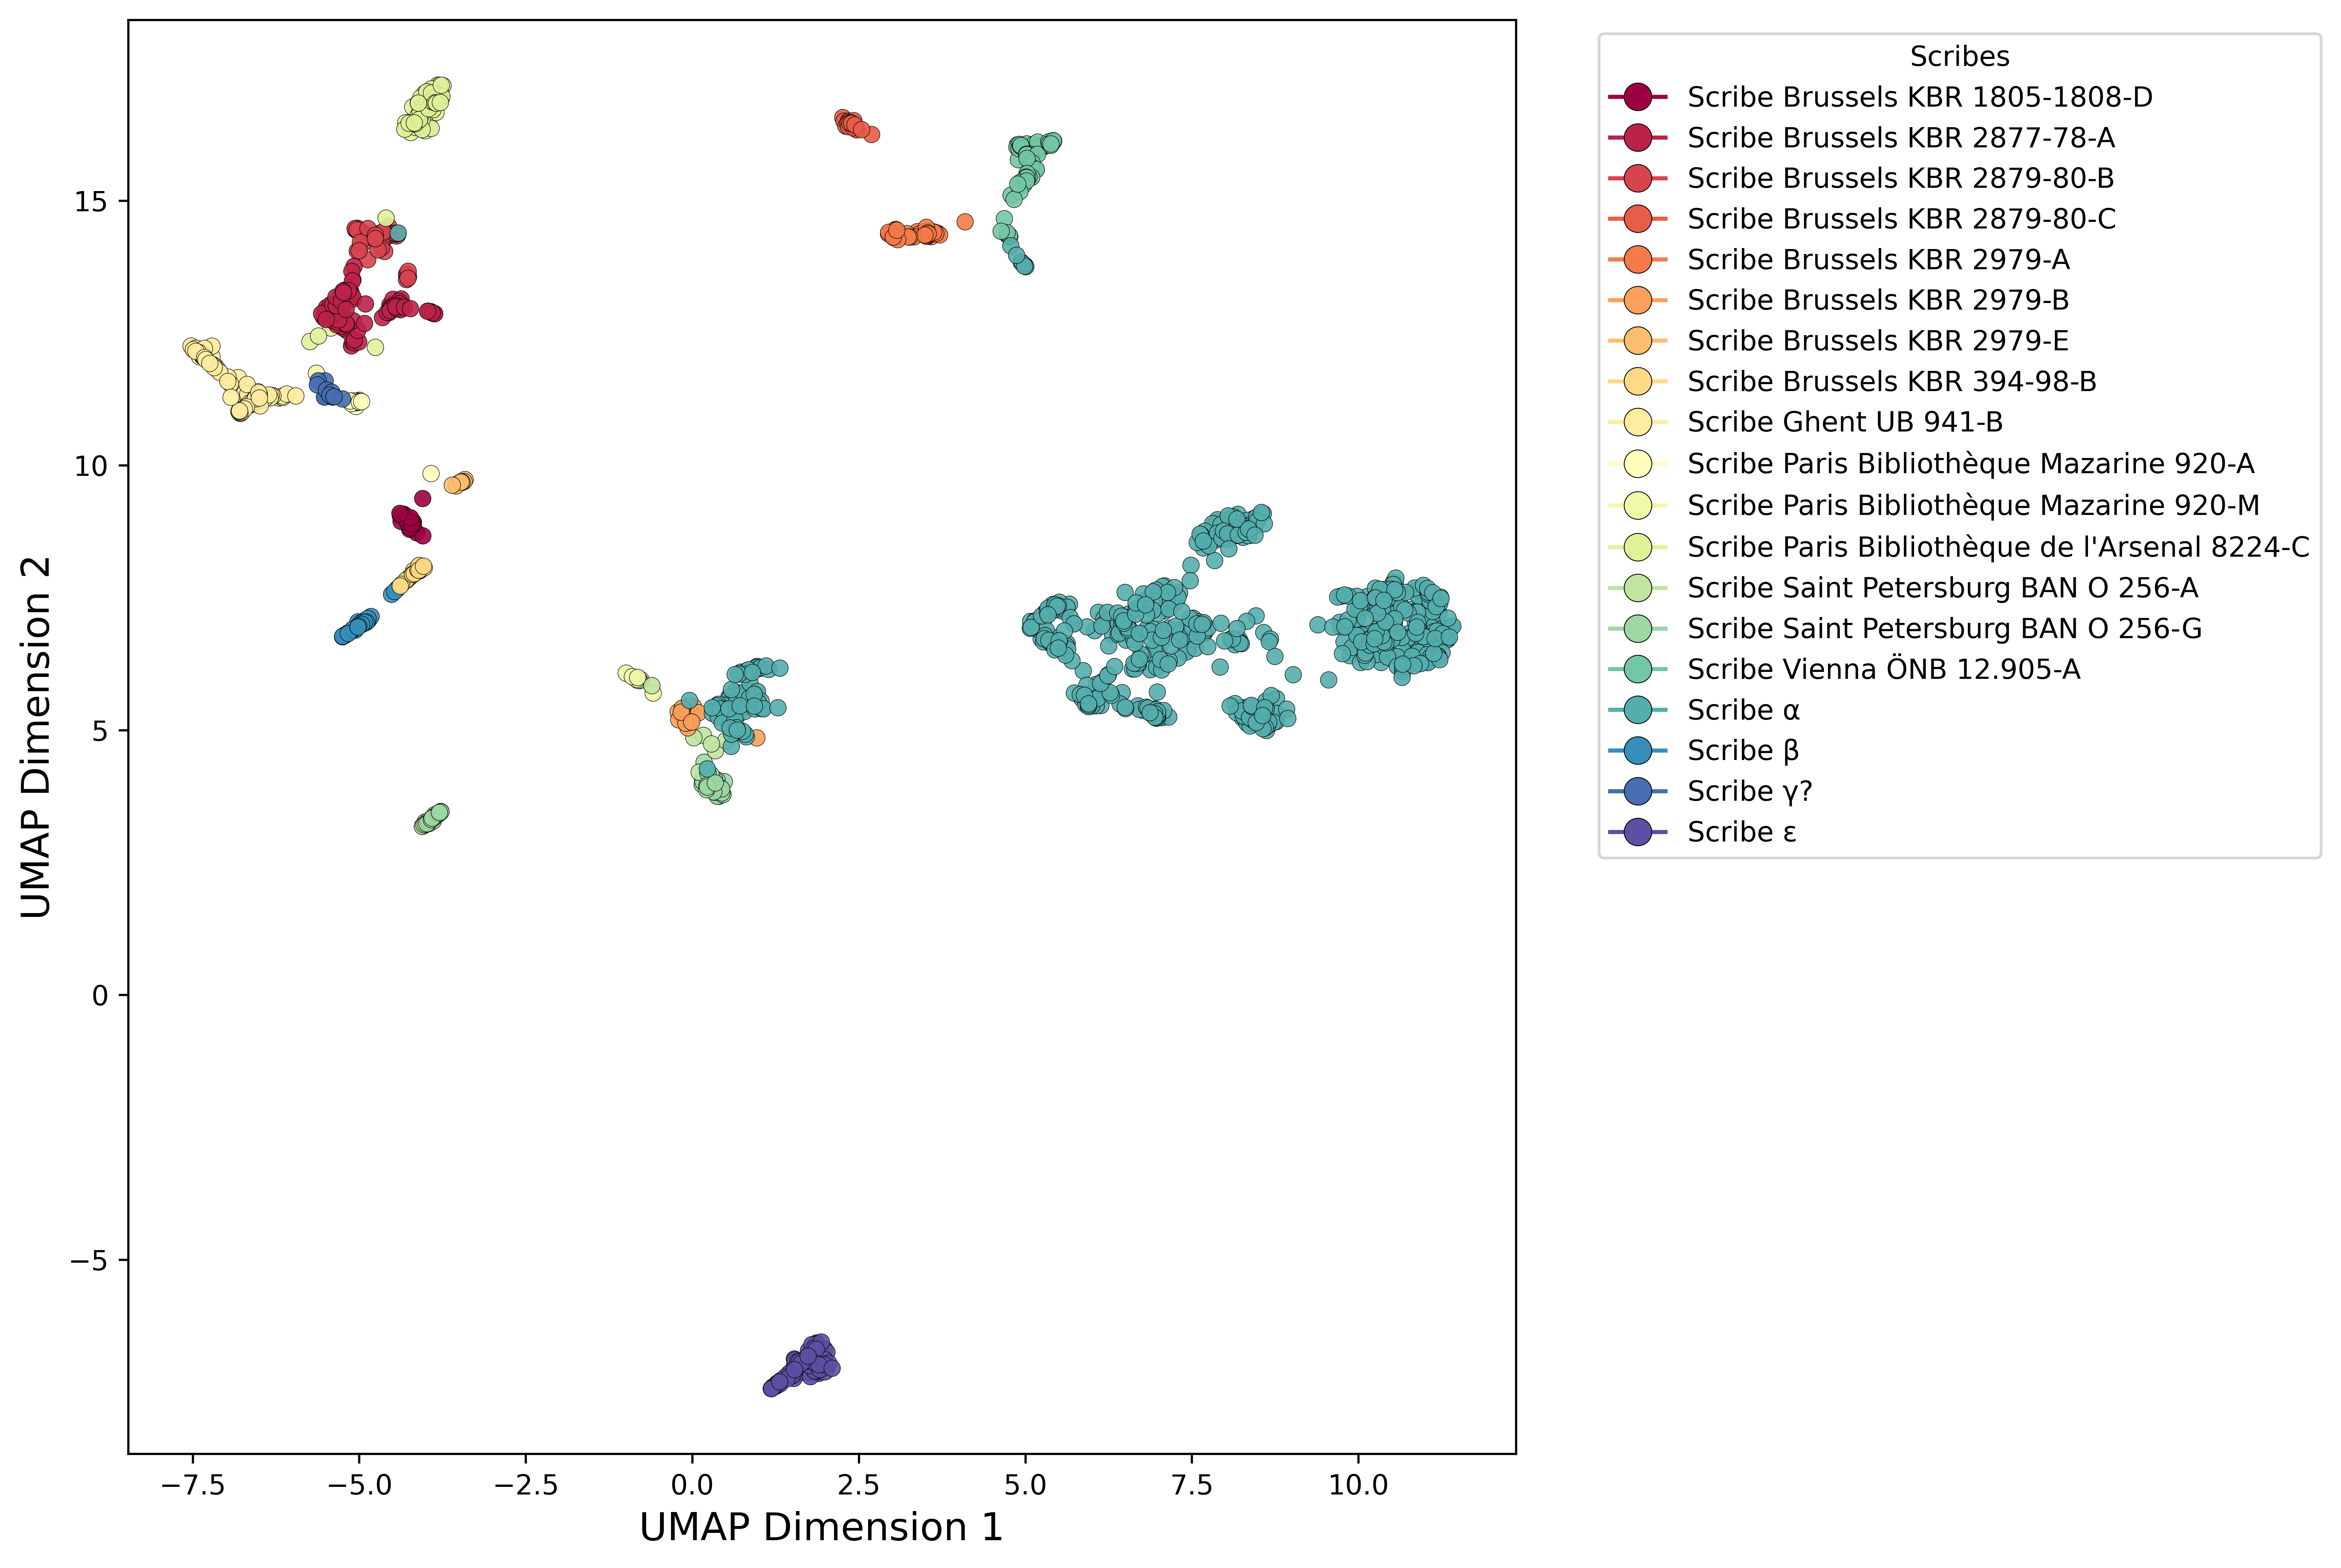 Scribes
Scribe Brussels KBR 1805-1808-D
Scribe Brussels KBR 2877-78-A
Scribe Brussels KBR 2879-80-B
Scribe Brussels KBR 2879-80-C
Scribe Brussels KBR 2979-A
Scribe Brussels KBR 2979-B
Scribe Brussels KBR 2979-E
Scribe Brussels KBR 394-98-B
Scribe Ghent UB 941-B
Scribe Paris Bibliothèque Mazarine 920-A
Scribe Paris Bibliothèque Mazarine 920-M
Scribe Paris Bibliothèque de l'Arsenal 8224-C
Scribe Saint Petersburg BAN O 256-A
Scribe Saint Petersburg BAN O 256-G
Scribe Vienna ÖNB 12.905-A
Scribe α
Scribe β
Scribe γ?
Scribe ε
UMAP Dimension 2
15
10
5
0
−5
−7.5 −5.0 −2.5 0.0 2.5 5.0 7.5 10.0
UMAP Dimension 1